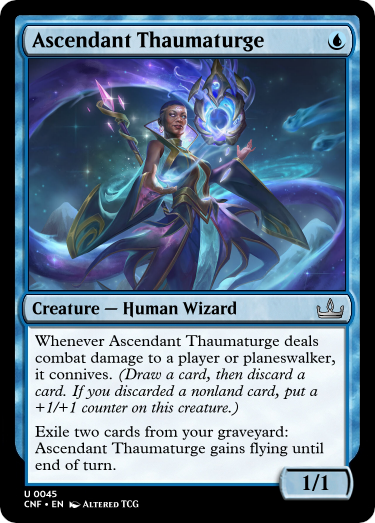 Ascendant Thaumaturge
Creature — Human Wizard
Whenever Ascendant Thaumaturge deals
combat damage to a player or planeswalker,
it connives. (Draw a card, then discard a
card. If you discarded a nonland card, put a
+1/+1 counter on this creature.)
Exile two cards from your graveyard:
Ascendant Thaumaturge gains flying until
end of turn.
1/1
U 0045
CNF • EN Altered TCG